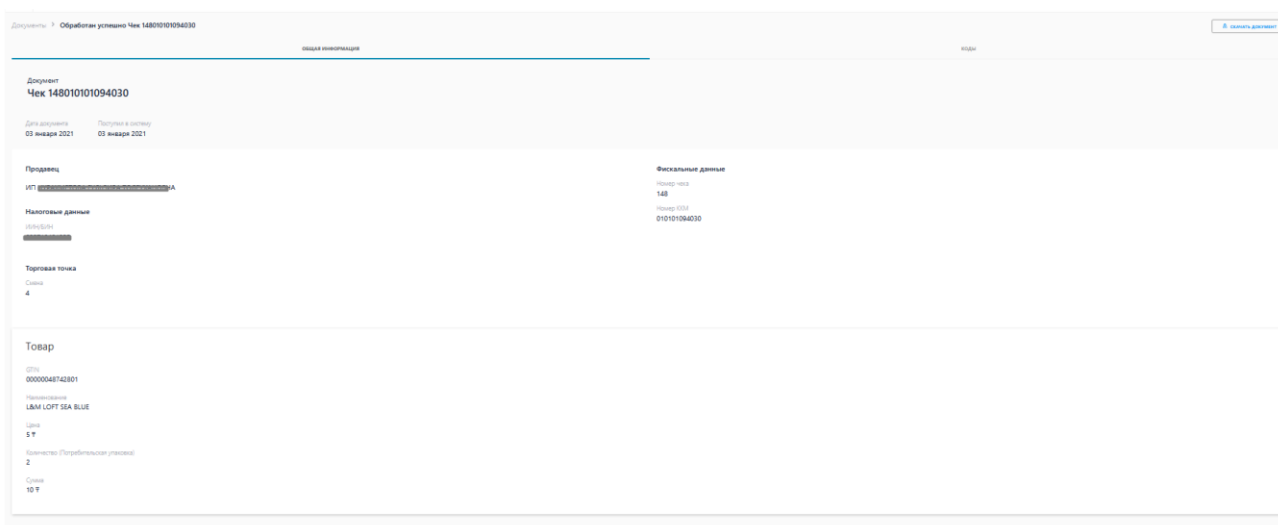 Документы > Обработан успешно Чек 148010101094030
скачать документ
ОБЩАЯ ИНФОРМАЦИЯ
КОДЫ
Документ
Чек 148010101094030
Дата документа Поступил в систему
03 января 2021 03 января 2021
Продавец
ИП НА
Налоговые данные
ИИН/БИН
Торговая точка
Смена
4
Фискальные данные
Номер чека
148
Номер ККМ
010101094030
Товар
GTIN
00000048742801
Наименование
L&M LOFT SEA BLUE
Цена
5 ₸
Количество (Потребительская упаковка)
2
Сумма
10 ₸